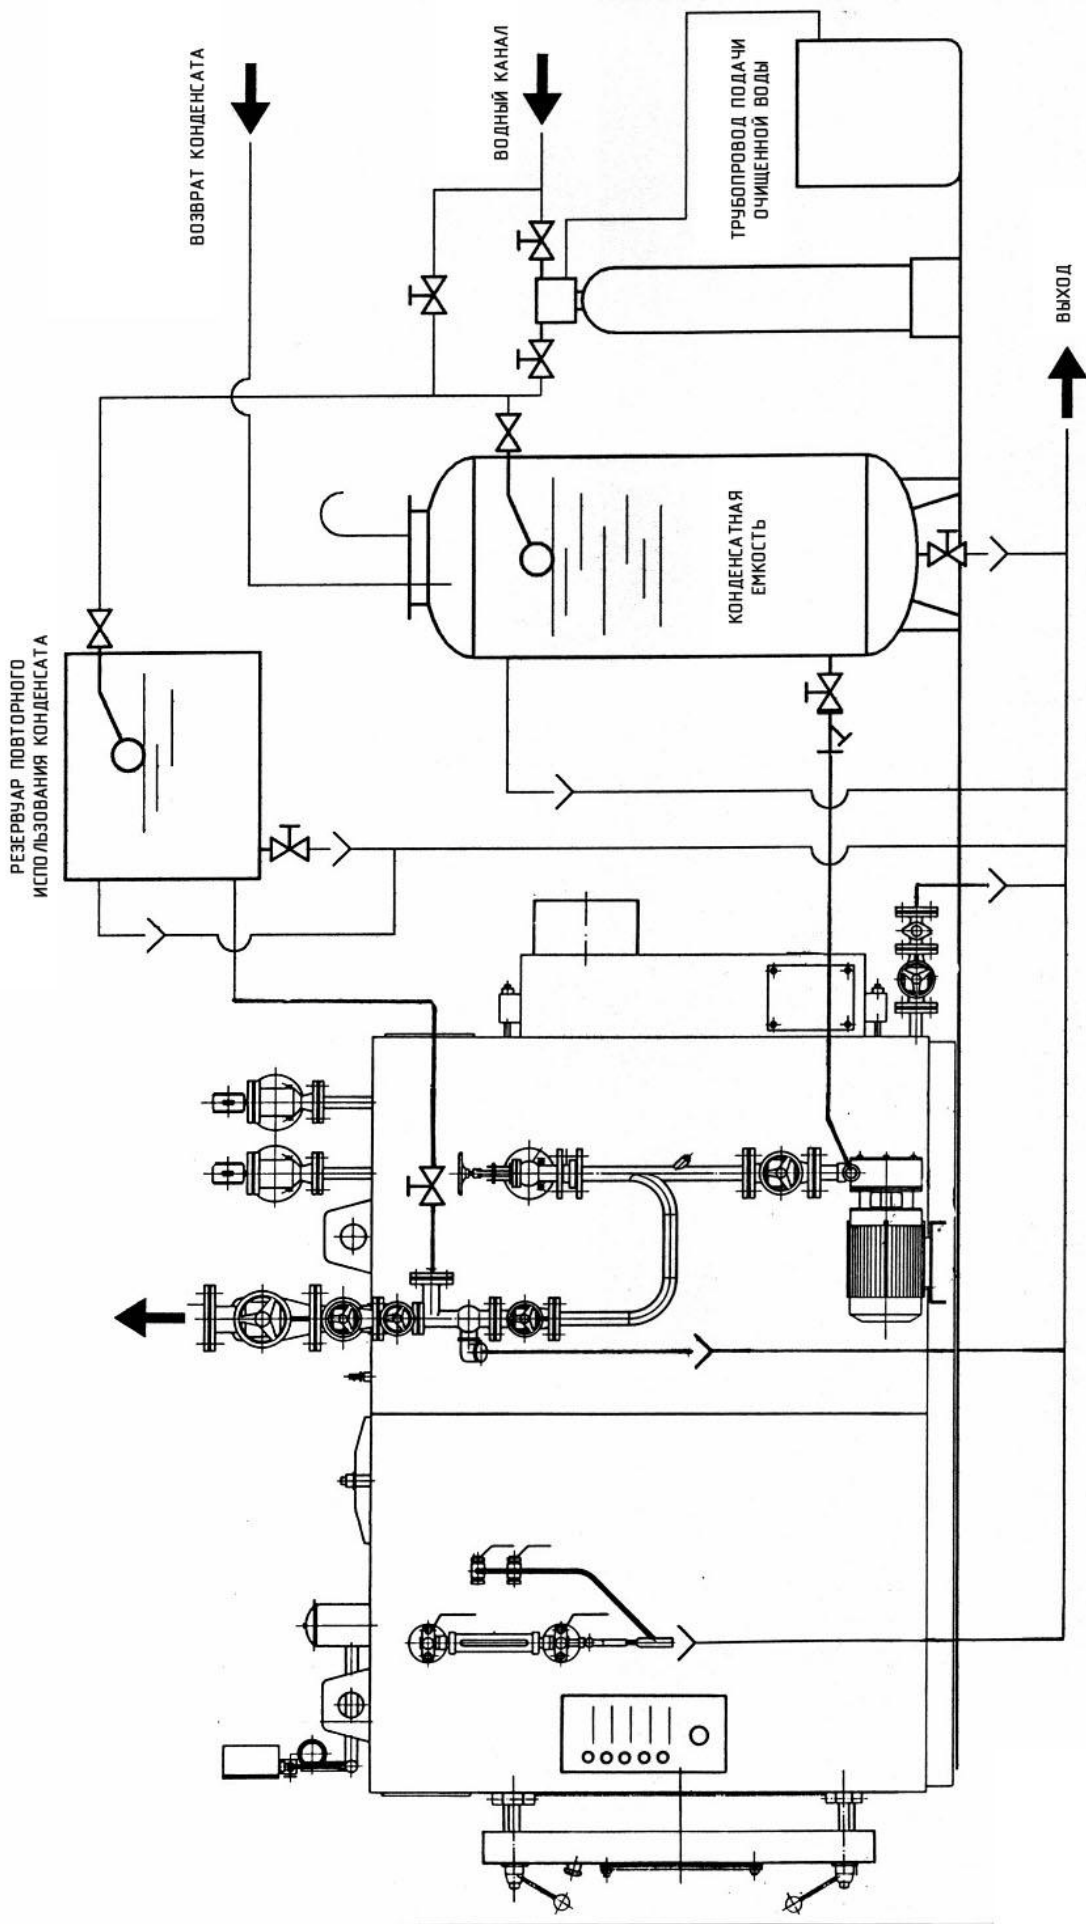 РЕЗЕРВУАР ПОВТОРНОГО
ИСПОЛЬЗОВАНИЯ КОНДЕНСАТА
ВОЗВРАТ КОНДЕНСАТА
ВОДНЫЙ КАНАЛ
ТРУБОПРОВОД ПОДАЧИ
ОЧИЩЕННОЙ ВОДЫ
КОНДЕНСАТНАЯ
ЕМКОСТЬ
ВЫХОД